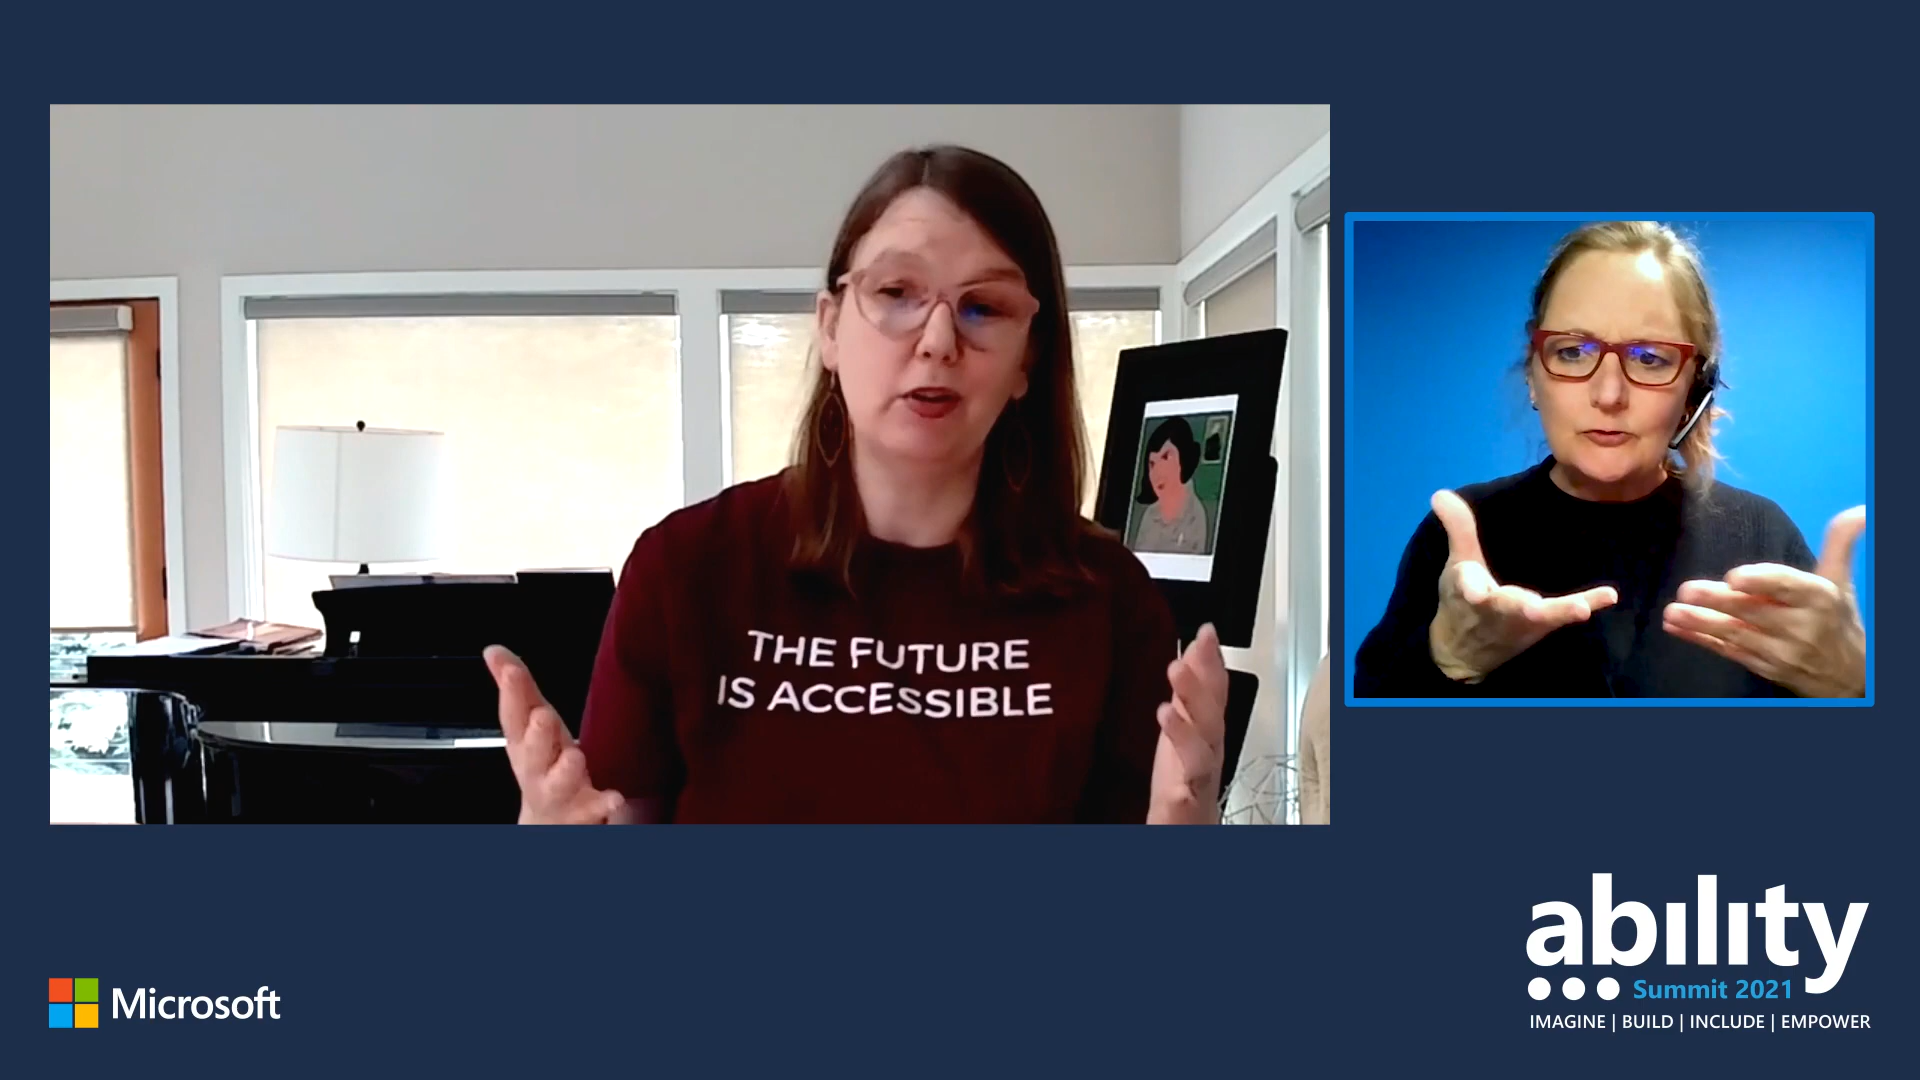 THE FUTURE
IS ACCESSIBLE
Microsoft
ability
Summit 2021
IMAGINE | BUILD | INCLUDE | EMPOWER